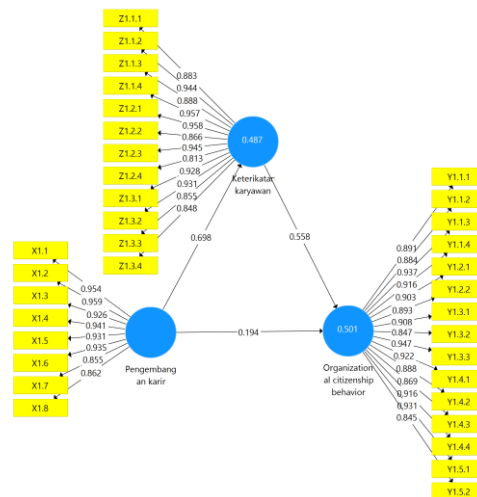 Z1.1.1
Z1.1.2
Z1.1.3
Z1.1.4
Z1.2.1
Z1.2.2
Z1.2.3
Z1.2.4
Z1.3.1
Z1.3.2
Z1.3.3
Z1.3.4
0.883
0.944
0.888
0.957
0.958
0.866
0.945
0.813
0.928
0.931
0.855
0.848
0.487
Keterikatar
karyawan
0.698
0.558
X1.1
X1.2
X1.3
X1.4
X1.5
X1.6
X1.7
X1.8
0.954
0.959
0.926
0.941
0.931
0.935
0.855
0.862
Pengembang
an karir
0.194
0.501
Organization
al citizenship
behavior
0.891
0.884
0.937
0.916
0.903
0.893
0.908
0.847
0.947
0.922
0.888
0.869
0.916
0.931
0.845
Y1.1.1
Y1.1.2
Y1.1.3
Y1.1.4
Y1.2.1
Y1.2.2
Y1.3.1
Y1.3.2
Y1.3.3
Y1.4.1
Y1.4.2
Y1.4.3
Y1.4.4
Y1.5.1
Y1.5.2